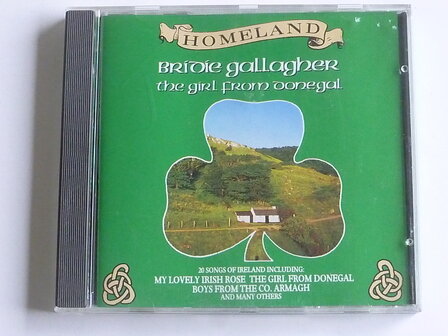 HOMELAND
BRIDIE GALLAGHER
THE GIRL FROM DONEGAL
20 SONGS OF IRELAND INCLUDING:
MY LOVELY IRISH ROSE THE GIRL FROM DONEGAL
BOYS FROM THE CO. ARMAGH
AND MANY OTHERS